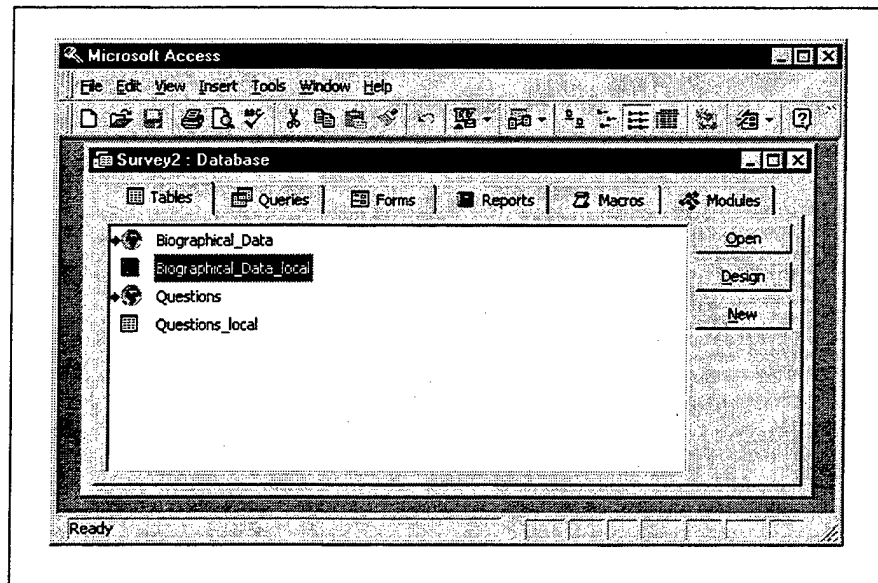 Microsoft Access
File Edit View Insert Tools Window Help
Survey2 : Database
Tables Queries Forms Reports Macros Modules
Biographical_Data
Biographical_Data_local
Questions
Questions_local
Open
Design
New
Ready